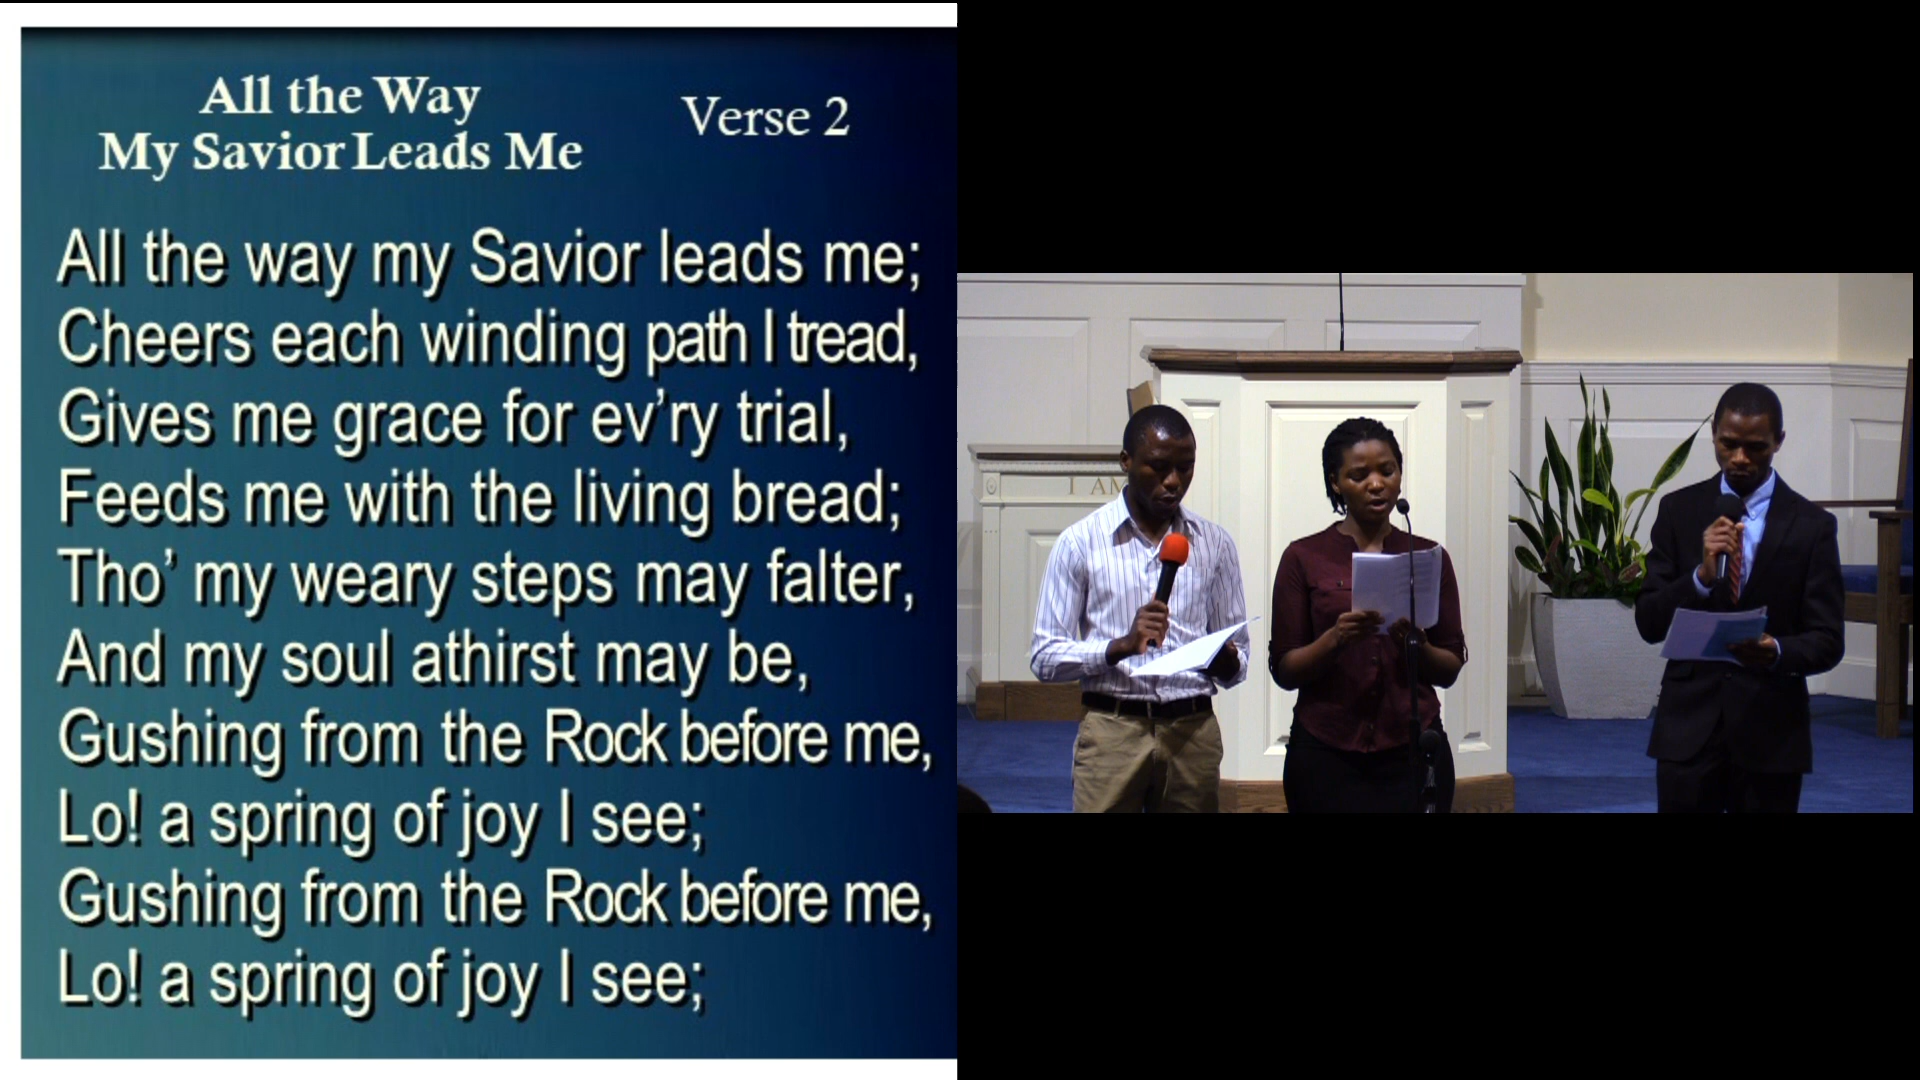 All the Way
My Savior Leads Me
Verse 2
All the way my Savior leads me;
Cheers each winding path I tread,
Gives me grace for ev'ry trial,
Feeds me with the living bread;
Tho' my weary steps may falter,
And my soul athirst may be,
Gushing from the Rock before me,
Lo! a spring of joy I see;
Gushing from the Rock before me,
Lo! a spring of joy I see;
I AM